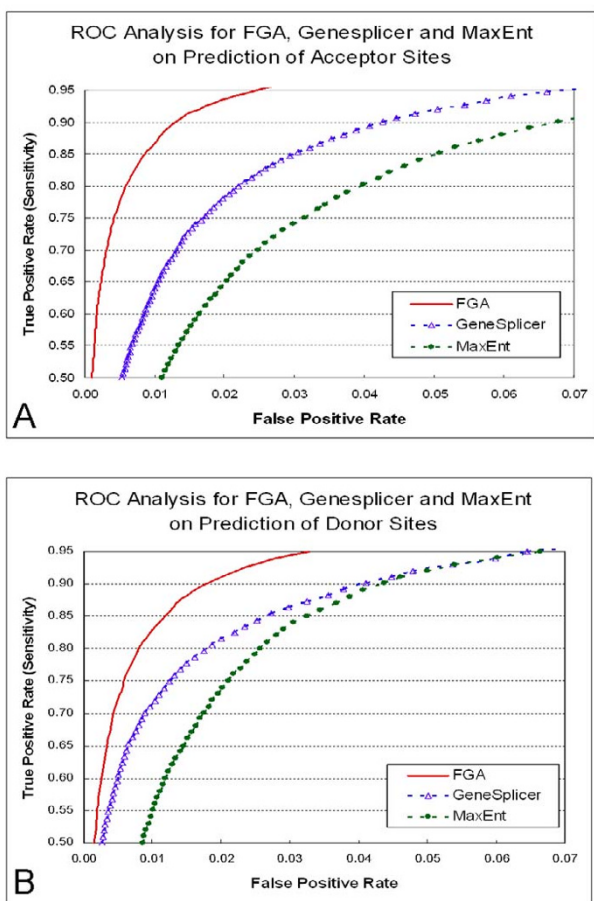 ROC Analysis for FGA, Genesplicer and MaxEnt
on Prediction of Acceptor Sites
True Positive Rate (Sensitivity)
0.95
0.90
0.85
0.80
0.75
0.70
0.65
0.60
0.55
0.50
FGA
GeneSplicer
MaxEnt
0.00 0.01 0.02 0.03 0.04 0.05 0.06 0.07
False Positive Rate
A
ROC Analysis for FGA, Genesplicer and MaxEnt
on Prediction of Donor Sites
True Positive Rate (Sensitivity)
0.95
0.90
0.85
0.80
0.75
0.70
0.65
0.60
0.55
0.50
FGA
GeneSplicer
MaxEnt
0.00 0.01 0.02 0.03 0.04 0.05 0.06 0.07
False Positive Rate
B